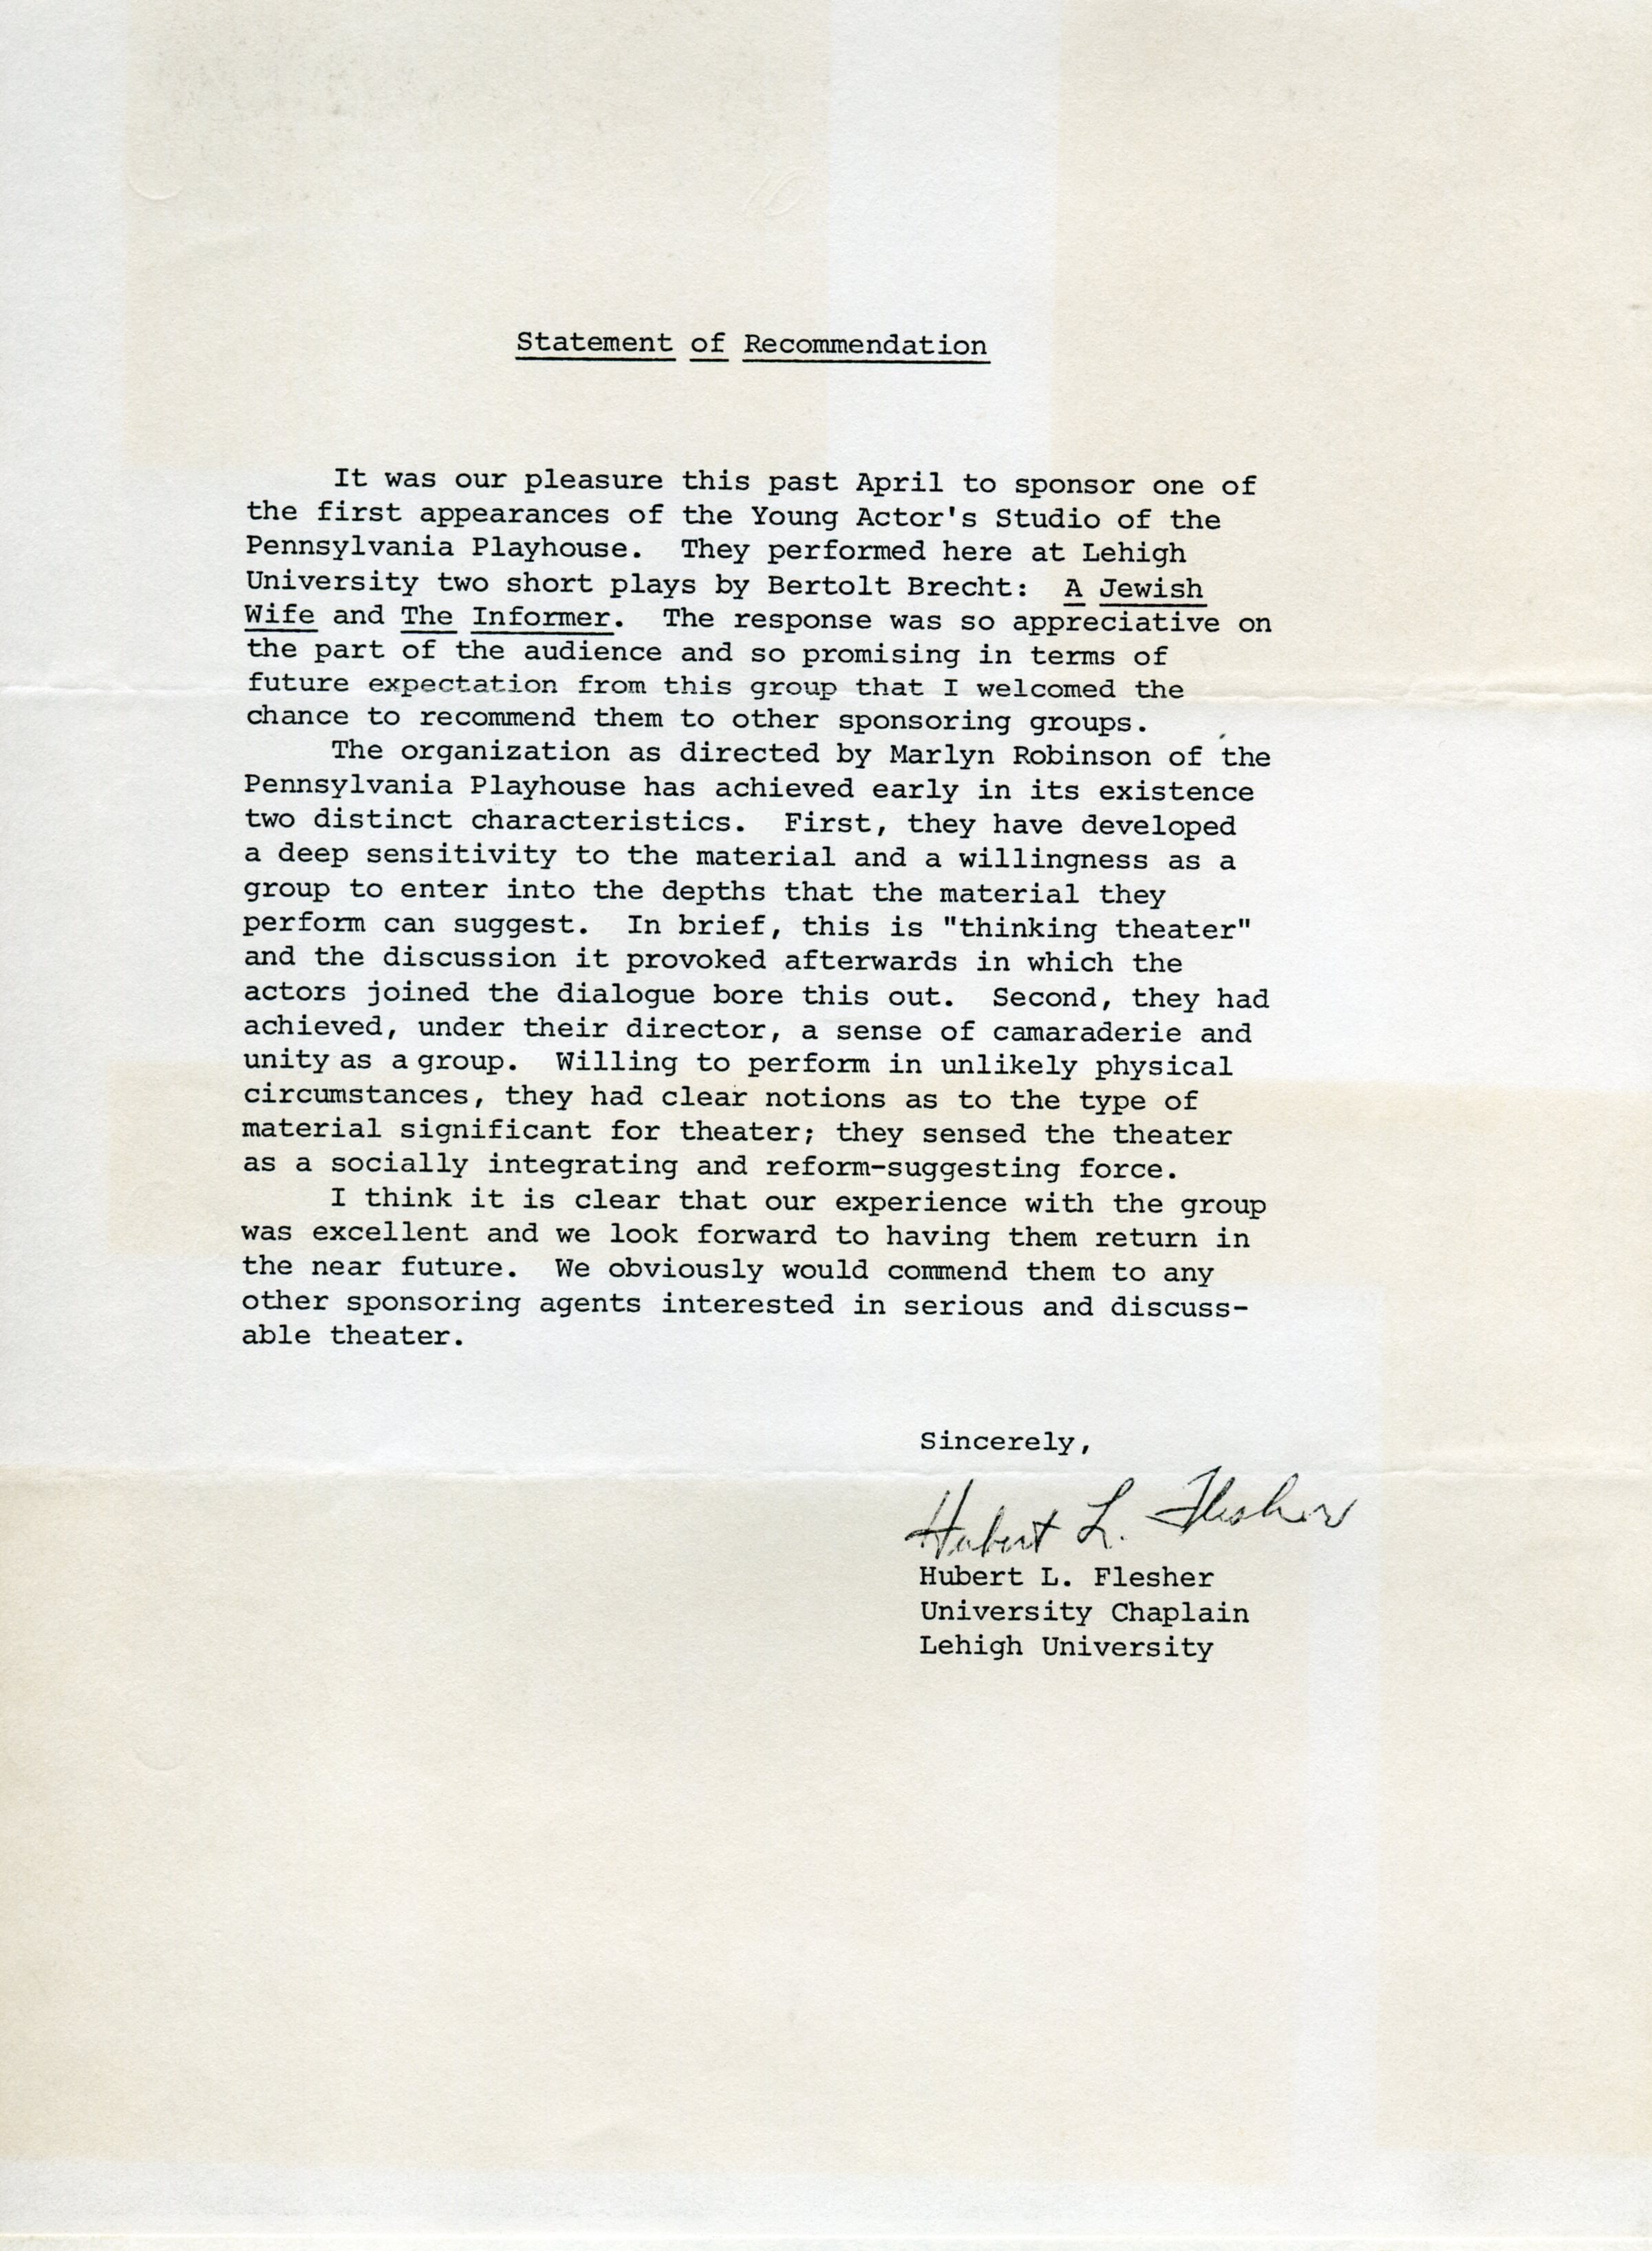 Statement of Recommendation
It was our pleasure this past April to sponsor one of
the first appearances of the Young Actor's Studio of the
Pennsylvania Playhouse. They performed here at Lehigh
University two short plays by Bertolt Brecht: A Jewish
Wife and The Informer. The response was so appreciative on
the part of the audience and so promising in terms of
future expectation from this group that I welcomed the
chance to recommend them to other sponsoring groups.
The organization as directed by Marlyn Robinson of the
Pennsylvania Playhouse has achieved early in its existence
two distinct characteristics. First, they have developed
a deep sensitivity to the material and a willingness as a
group to enter into the depths that the material they
perform can suggest. In brief, this is "thinking theater"
and the discussion it provoked afterwards in which the
actors joined the dialogue bore this out. Second, they had
achieved, under their director, a sense of camaraderie and
unity as a group. Willing to perform in unlikely physical
circumstances, they had clear notions as to the type of
material significant for theater; they sensed the theater
as a socially integrating and reform-suggesting force.
I think it is clear that our experience with the group
was excellent and we look forward to having them return in
the near future. We obviously would commend them to any
other sponsoring agents interested in serious and discuss-
able theater.
Sincerely,
Hubert L. Flesher
Hubert L. Flesher
University Chaplain
Lehigh University